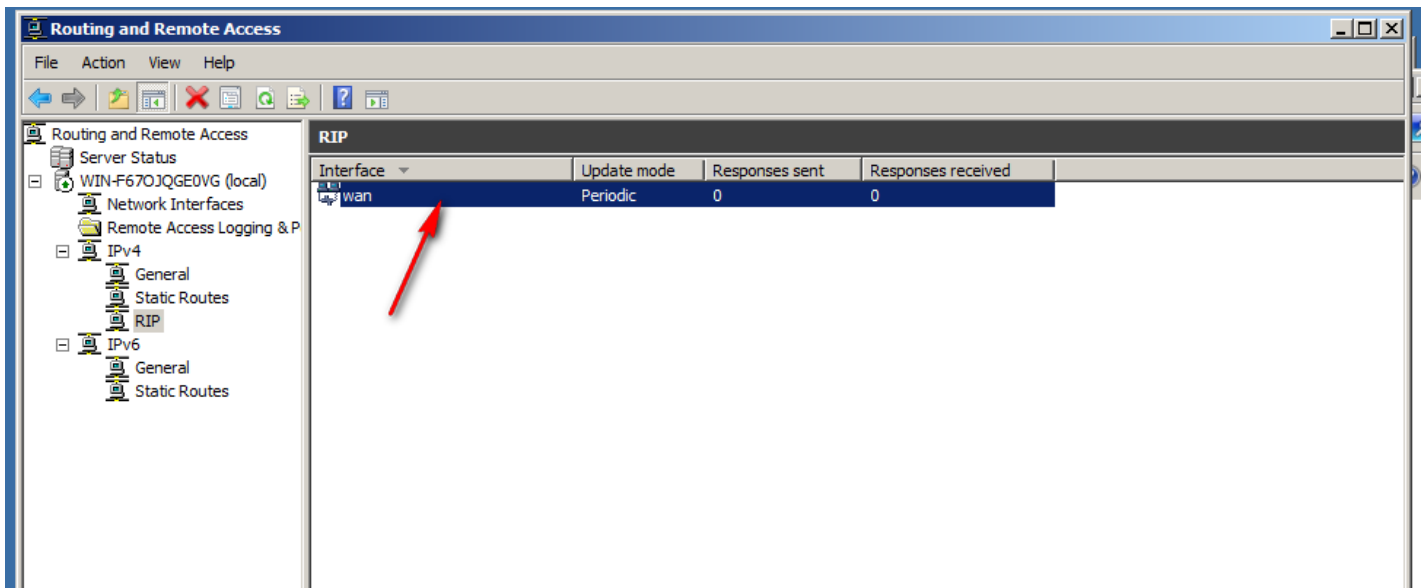 Routing and Remote Access
File Action View Help
Routing and Remote Access
Server Status
WIN-F67OJQGE0VG (local)
Network Interfaces
Remote Access Logging & P
IPv4
General
Static Routes
RIP
IPv6
General
Static Routes
RIP
Interface Update mode Responses sent Responses received
wan Periodic 0 0